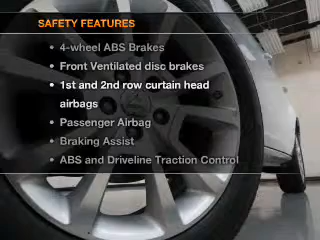 SAFETY FEATURES
• 4-wheel ABS Brakes
• Front Ventilated disc brakes
• 1st and 2nd row curtain head
airbags
• Passenger Airbag
• Braking Assist
• ABS and Driveline Traction Control